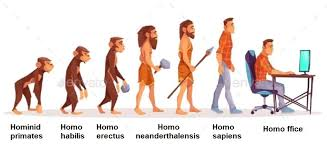 Hominid
primates
Homo
habilis
Homo
erectus
Homo
neanderthalensis
Homo
sapiens
Homo ffice